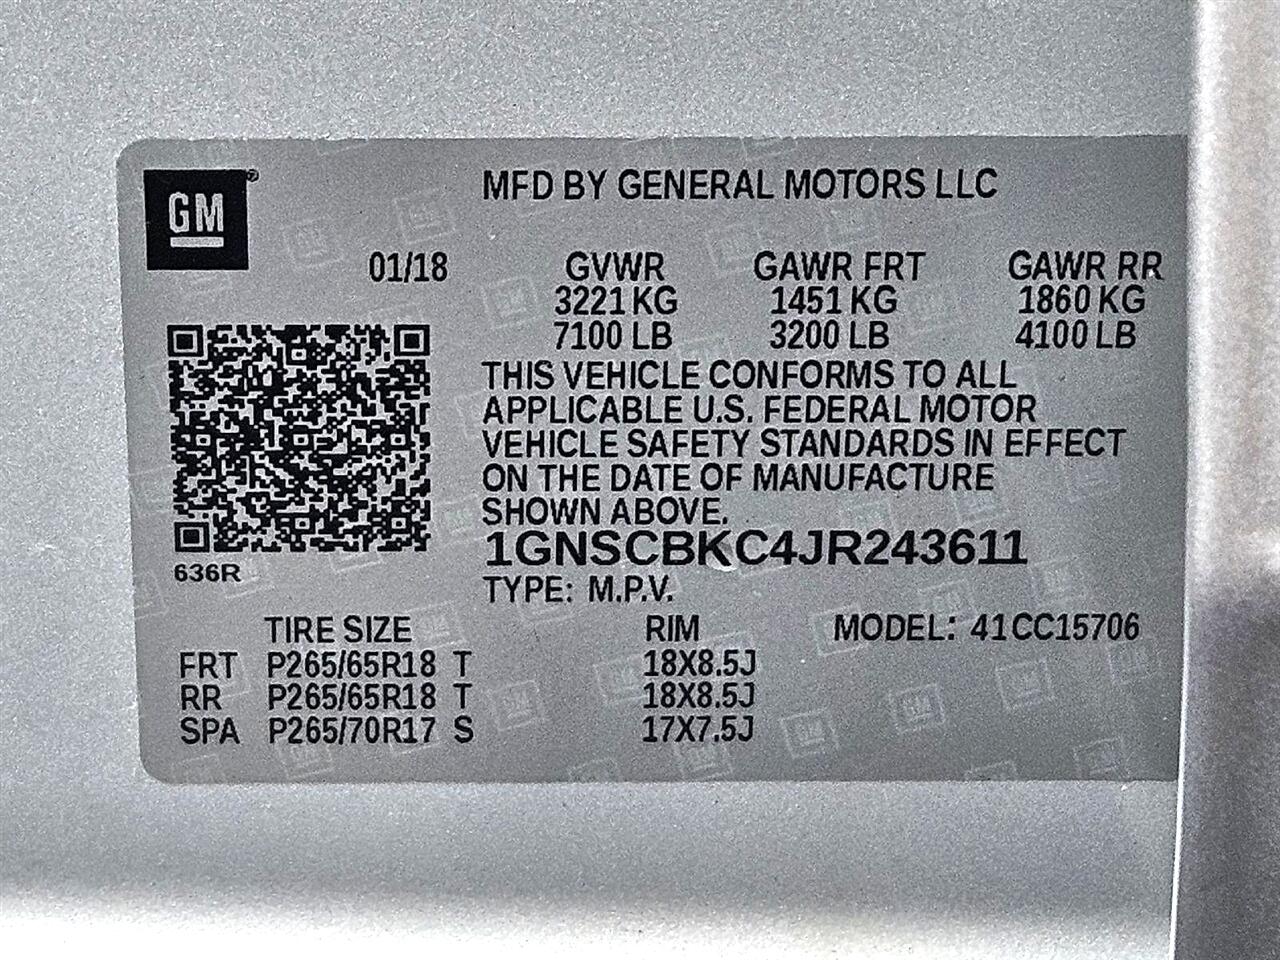 GM
MFD BY GENERAL MOTORS LLC
01/18 GVWR GAWR FRT GAWR RR
3221 KG 1451 KG 1860 KG
7100 LB 3200 LB 4100 LB
THIS VEHICLE CONFORMS TO ALL
APPLICABLE U.S. FEDERAL MOTOR
VEHICLE SAFETY STANDARDS IN EFFECT
ON THE DATE OF MANUFACTURE
SHOWN ABOVE.
1GNSCBKC4JR243611
636R
TYPE: M.P.V.
TIRE SIZE RIM MODEL: 41CC15706
FRT P265/65R18 T 18X8.5J
RR P265/65R18 T 18X8.5J
SPA P265/70R17 S 17X7.5J